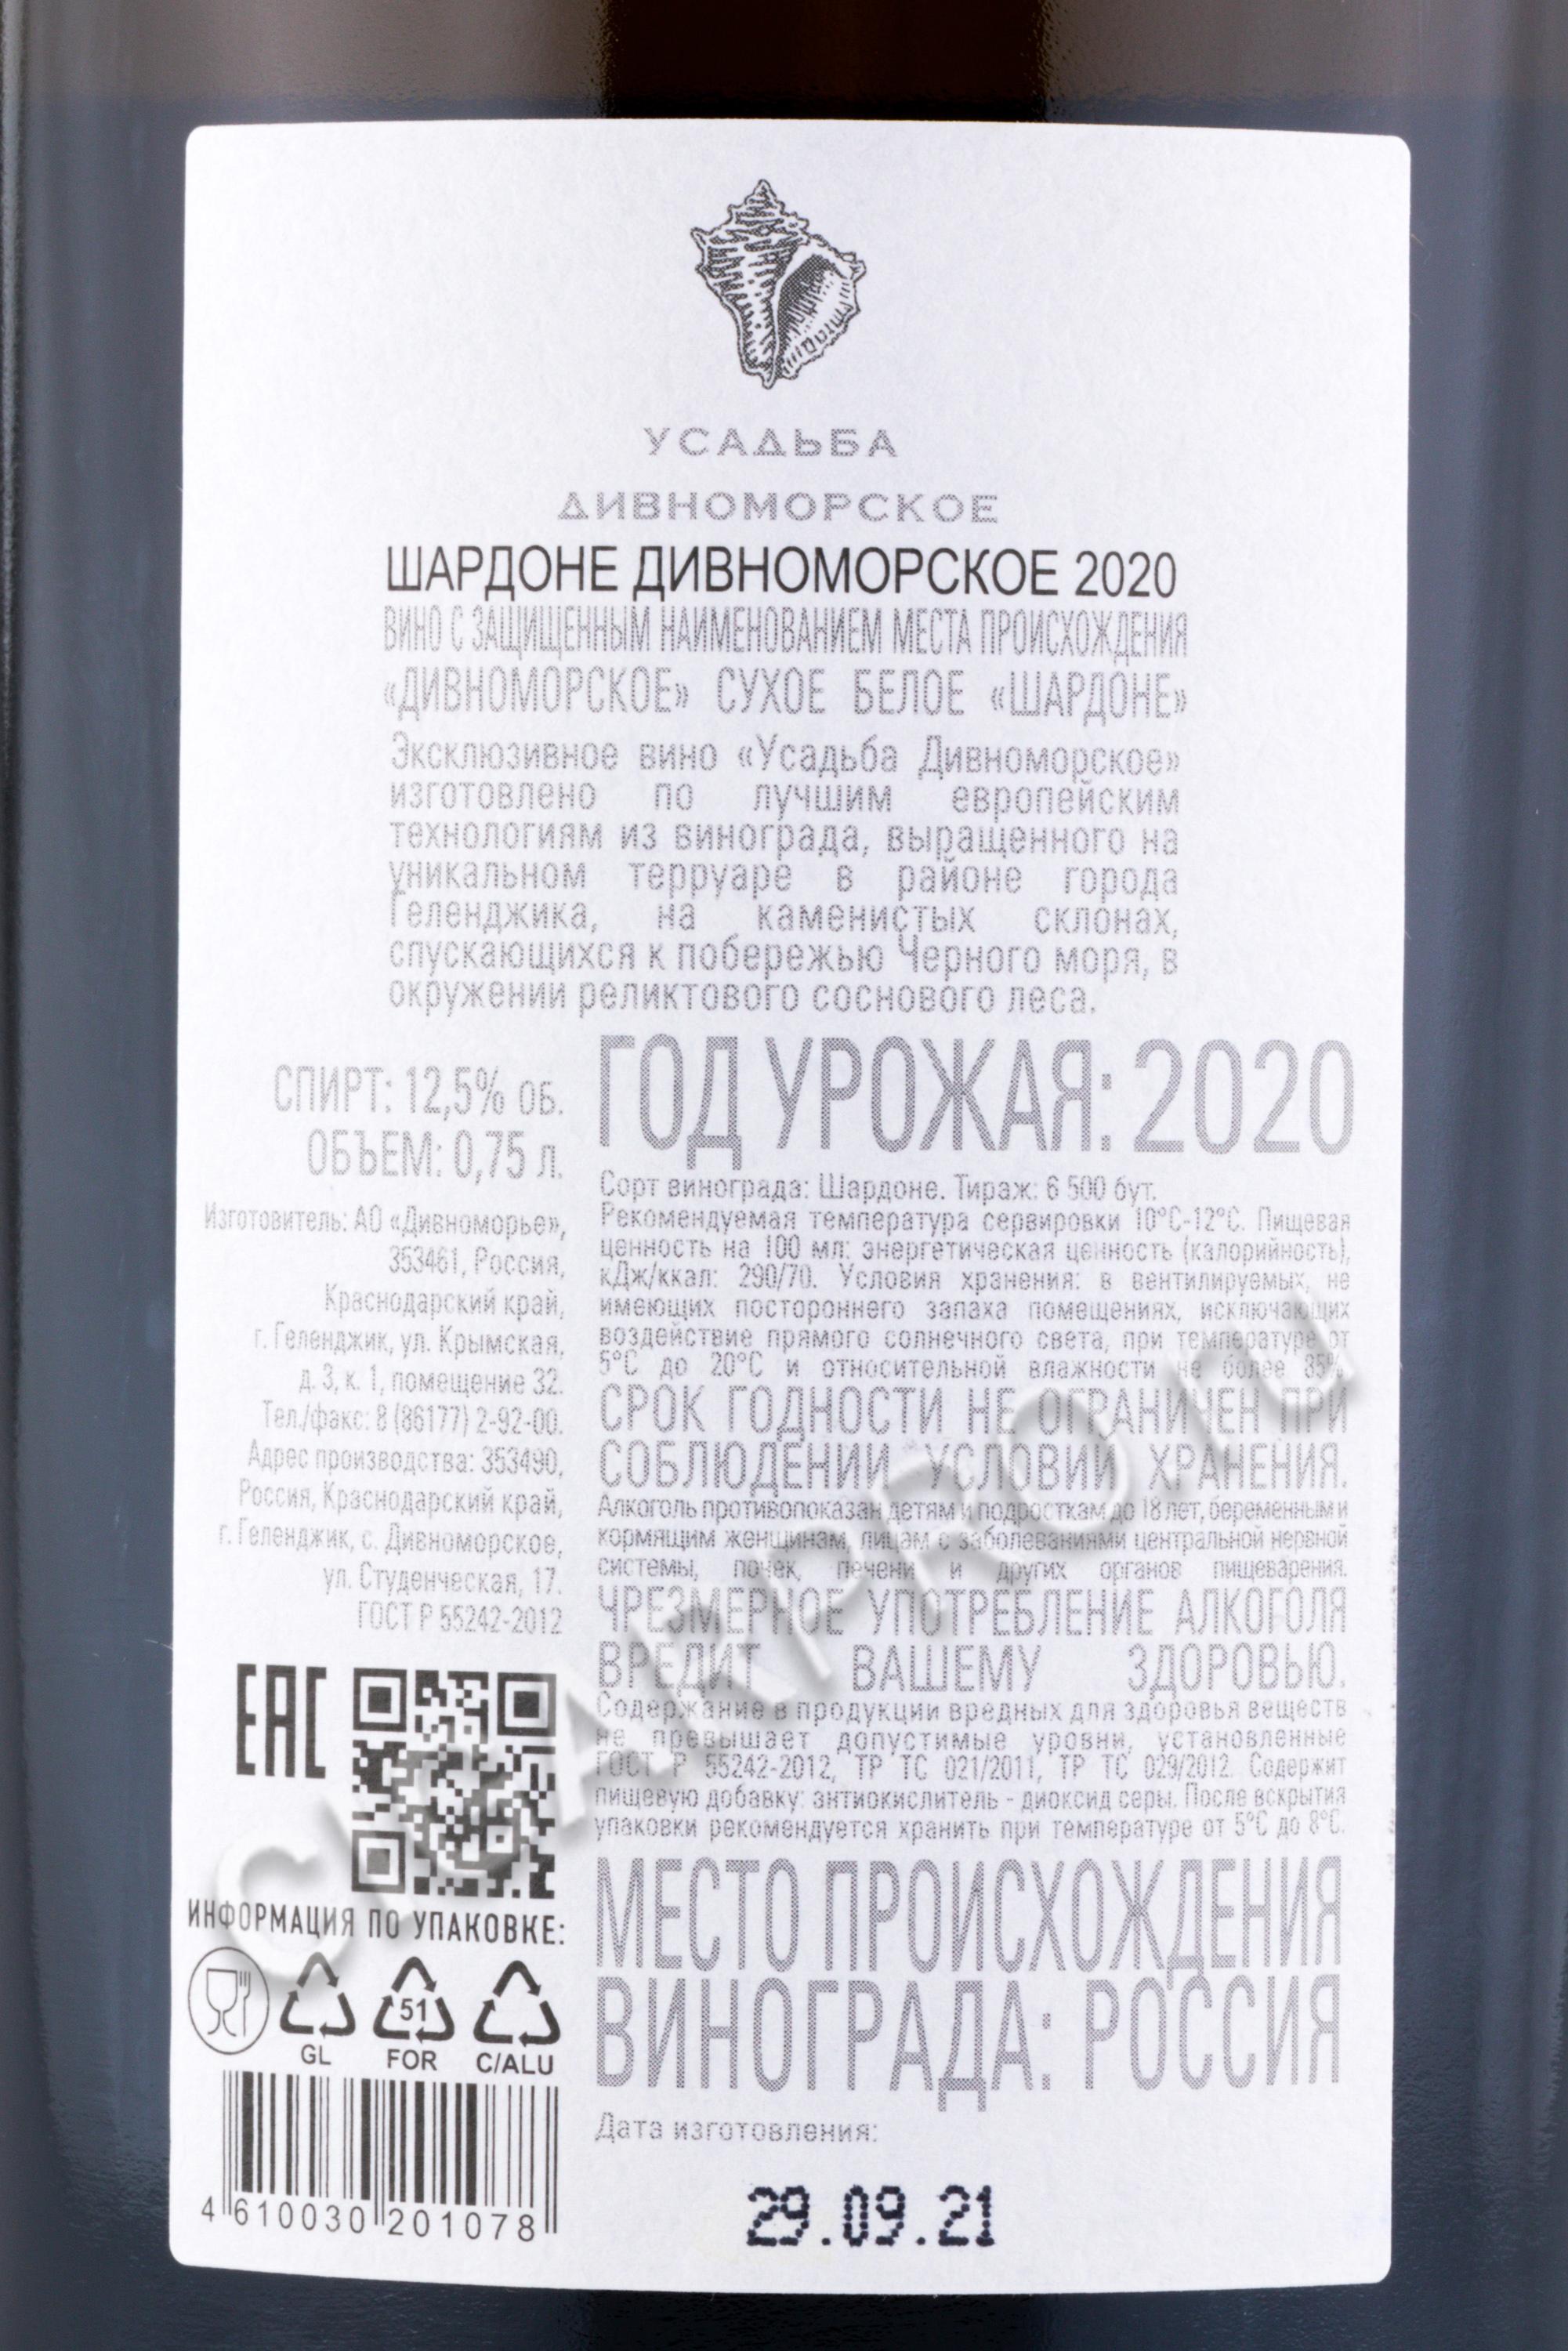 УСАДЬБА
ДИВНОМОРСКОЕ
ШАРДОНЕ ДИВНОМОРСКОЕ 2020
ВИНО С ЗАЩИЩЕННЫМ НАИМЕНОВАНИЕМ МЕСТА ПРОИСХОЖДЕНИЯ
«ДИВНОМОРСКОЕ» СУХОЕ БЕЛОЕ «ШАРДОНЕ»
Эксклюзивное вино «Усадьба Дивноморское»
изготовлено по лучшим европейским
технологиям из винограда, выращенного на
уникальном терруаре в районе города
Геленджика, на каменистых склонах,
спускающихся к побережью Черного моря, в
окружении реликтового соснового леса.
СПИРТ: 12,5% ОБ.
ОБЪЕМ: 0,75 л.
Изготовитель: АО «Дивноморье»,
353461, Россия,
Краснодарский край,
г. Геленджик, ул. Крымская,
д. 3, к. 1, помещение 32.
Тел./факс: 8 (86177) 2-92-00.
Адрес производства: 353490,
Россия, Краснодарский край,
г. Геленджик, с. Дивноморское,
ул. Студенческая, 17.
ГОСТ Р 55242-2012
EAC
ИНФОРМАЦИЯ ПО УПАКОВКЕ:
51
GL FOR C/ALU
4 610030 201078
ГОД УРОЖАЯ: 2020
Сорт винограда: Шардоне. Тираж: 6 500 бут.
Рекомендуемая температура сервировки 10°С-12°С. Пищевая
ценность на 100 мл: энергетическая ценность (калорийность),
кДж/ккал: 290/70. Условия хранения: в вентилируемых, не
имеющих постороннего запаха помещениях, исключающих
воздействие прямого солнечного света, при температуре от
5°С до 20°С и относительной влажности не более 85%.
СРОК ГОДНОСТИ НЕ ОГРАНИЧЕН ПРИ
СОБЛЮДЕНИИ УСЛОВИЙ ХРАНЕНИЯ.
Алкоголь противопоказан детям и подросткам до 18 лет, беременным и
кормящим женщинам, лицам с заболеваниями центральной нервной
системы, почек, печени и других органов пищеварения.
ЧРЕЗМЕРНОЕ УПОТРЕБЛЕНИЕ АЛКОГОЛЯ
ВРЕДИТ ВАШЕМУ ЗДОРОВЬЮ.
Содержание в продукции вредных для здоровья веществ
не превышает допустимые уровни, установленные
ГОСТ Р 55242-2012, ТР ТС 021/2011, ТР ТС 029/2012. Содержит
пищевую добавку: антиокислитель - диоксид серы. После вскрытия
упаковки рекомендуется хранить при температуре от 5°С до 8°С.
МЕСТО ПРОИСХОЖДЕНИЯ
ВИНОГРАДА: РОССИЯ
Дата изготовления:
29.09.21